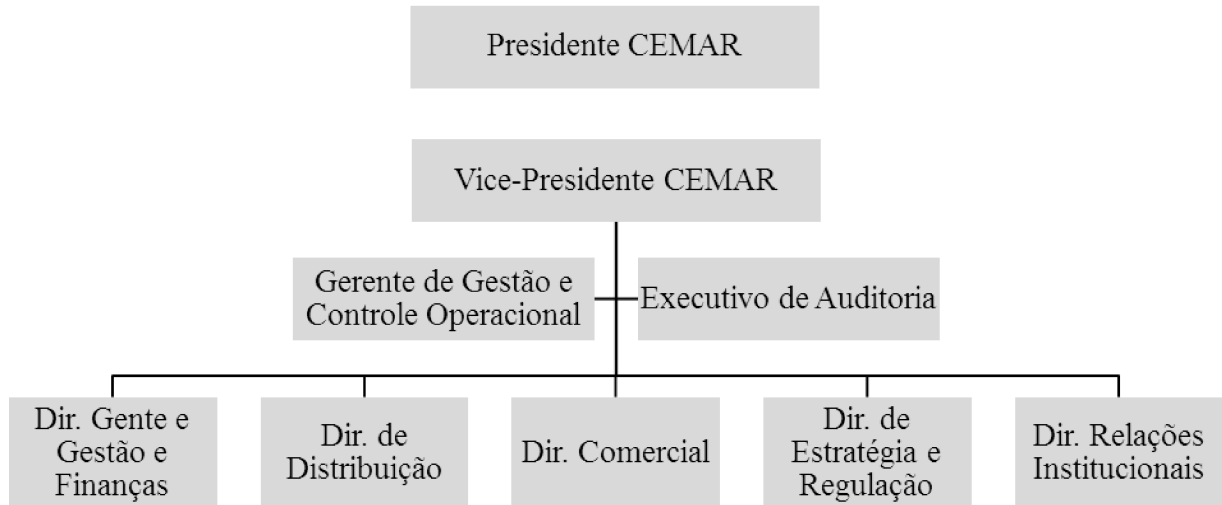 Presidente CEMAR
Vice-Presidente CEMAR
Gerente de Gestão e
Controle Operacional
Executivo de Auditoria
Dir. Gente e
Gestão e
Finanças
Dir. de
Distribuição
Dir. Comercial
Dir. de
Estratégia e
Regulação
Dir. Relações
Institucionais